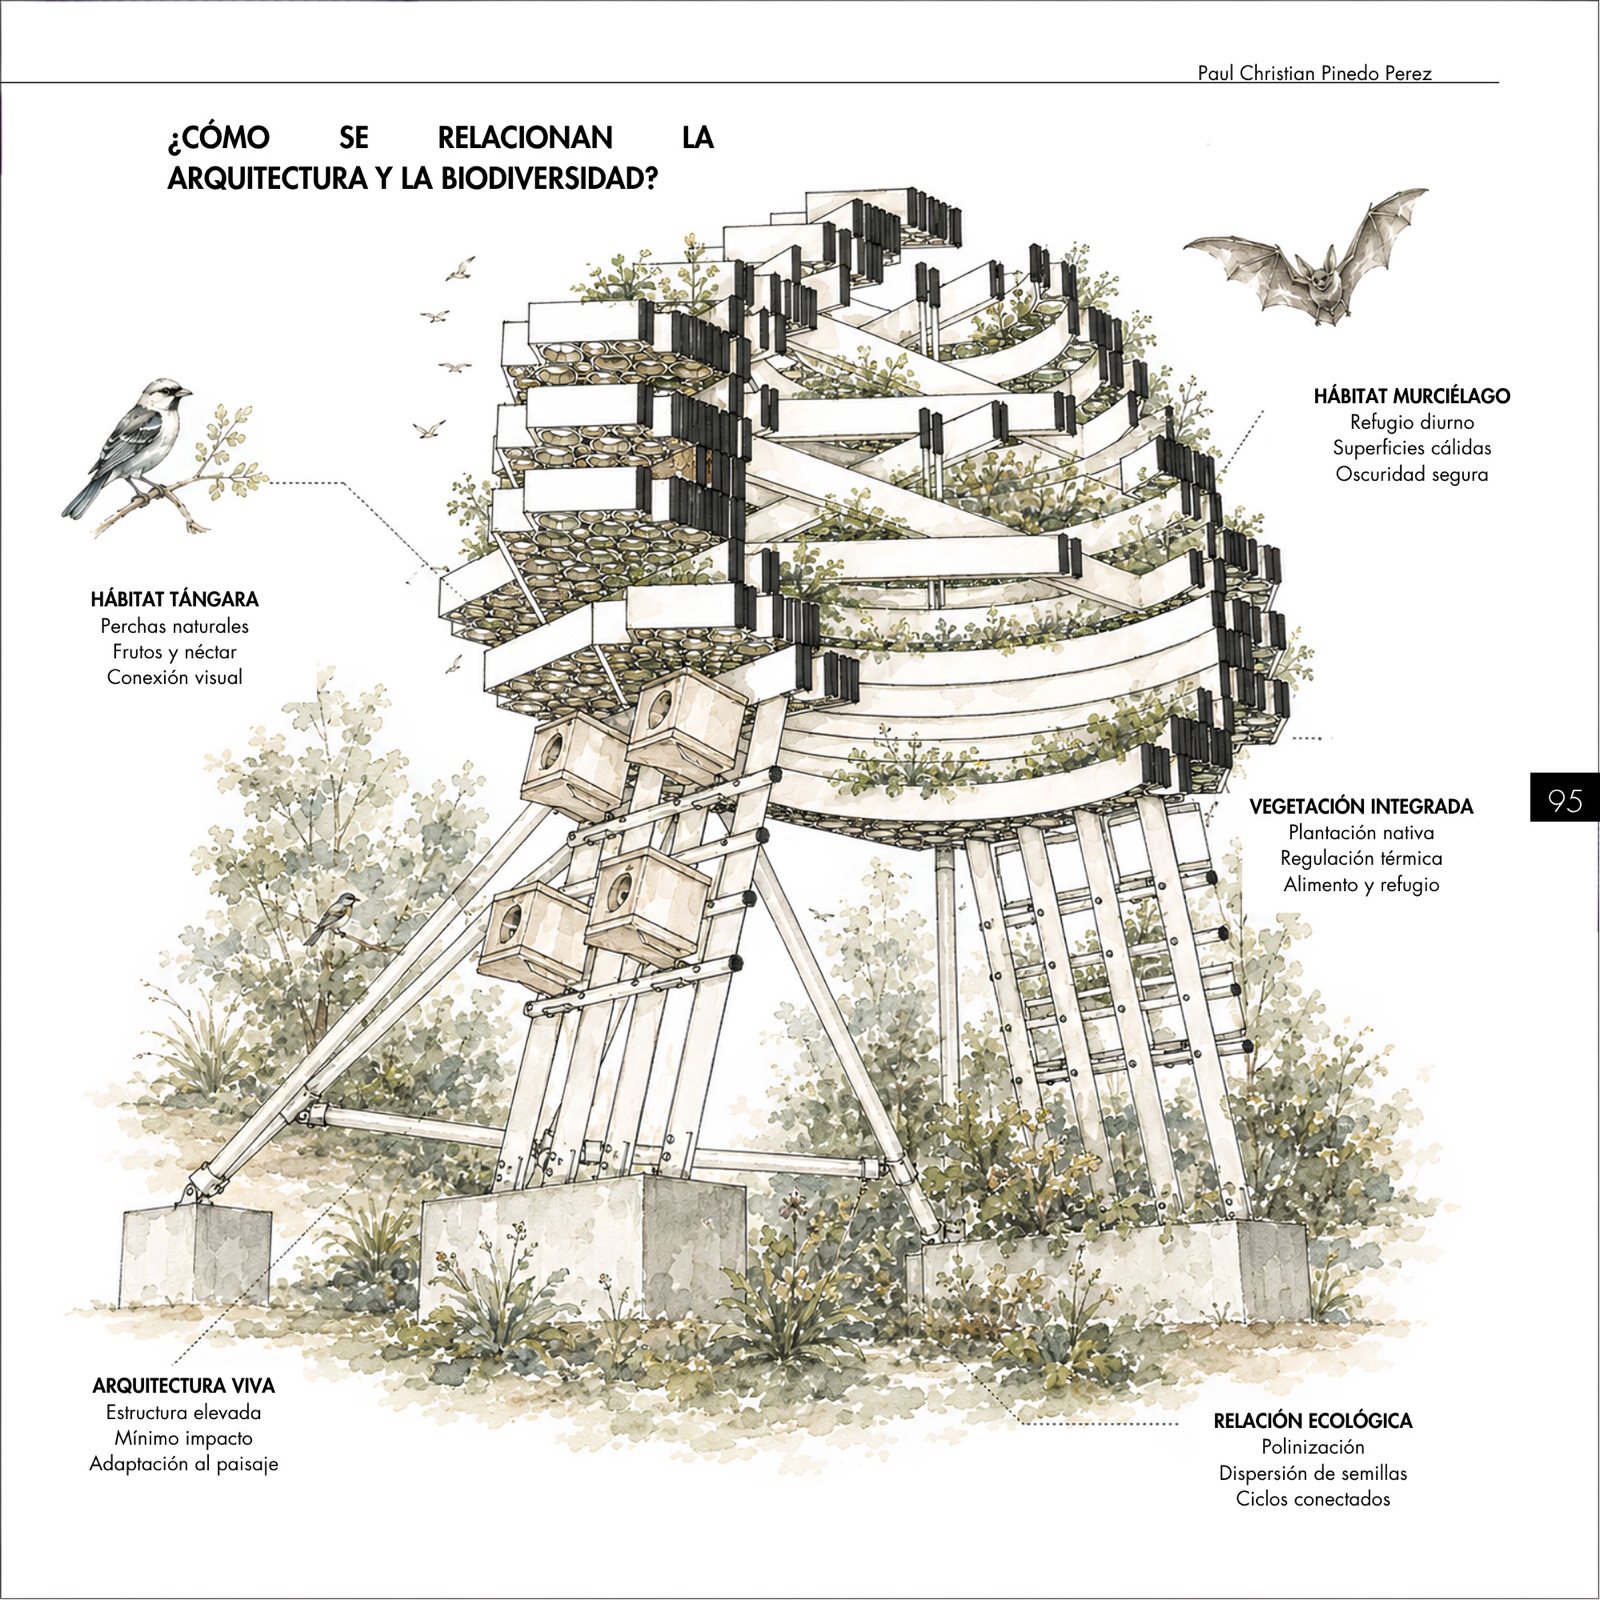 Paul Christian Pinedo Perez
¿CÓMO SE RELACIONAN LA
ARQUITECTURA Y LA BIODIVERSIDAD?
HÁBITAT MURCIÉLAGO
Refugio diurno
Superficies cálidas
Oscuridad segura
HÁBITAT TÁNGARA
Perchas naturales
Frutos y néctar
Conexión visual
95
VEGETACIÓN INTEGRADA
Plantación nativa
Regulación térmica
Alimento y refugio
ARQUITECTURA VIVA
Estructura elevada
Mínimo impacto
Adaptación al paisaje
RELACIÓN ECOLÓGICA
Polinización
Dispersión de semillas
Ciclos conectados